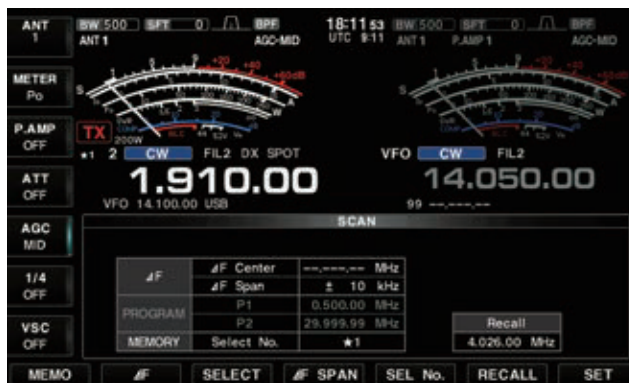 ANT 1 BW 500 SFT 0 BPF 18:11 53 BW 500 SFT 0 BPF
ANT 1 AGC-MID UTC 9:11 ANT 1 P.AMP 1 AGC-MID
METER Po
S +20 +40 +60dB
P.AMP OFF
TX 200W
★1 2 CW FIL2 DX SPOT VFO CW FIL2
ATT OFF
1.910.00 14.050.00
VFO 14.100.00 USB 99 --,---,--
AGC MID
SCAN
⊿F ⊿F Center --,---,-- MHz
⊿F Span ± 10 kHz
1/4 OFF
PROGRAM P1 0.500.00 MHz
P2 29.999.99 MHz Recall
VSC OFF
MEMORY Select No. ★1 4.026.00 MHz
MEMO ⊿F SELECT ⊿F SPAN SEL No. RECALL SET